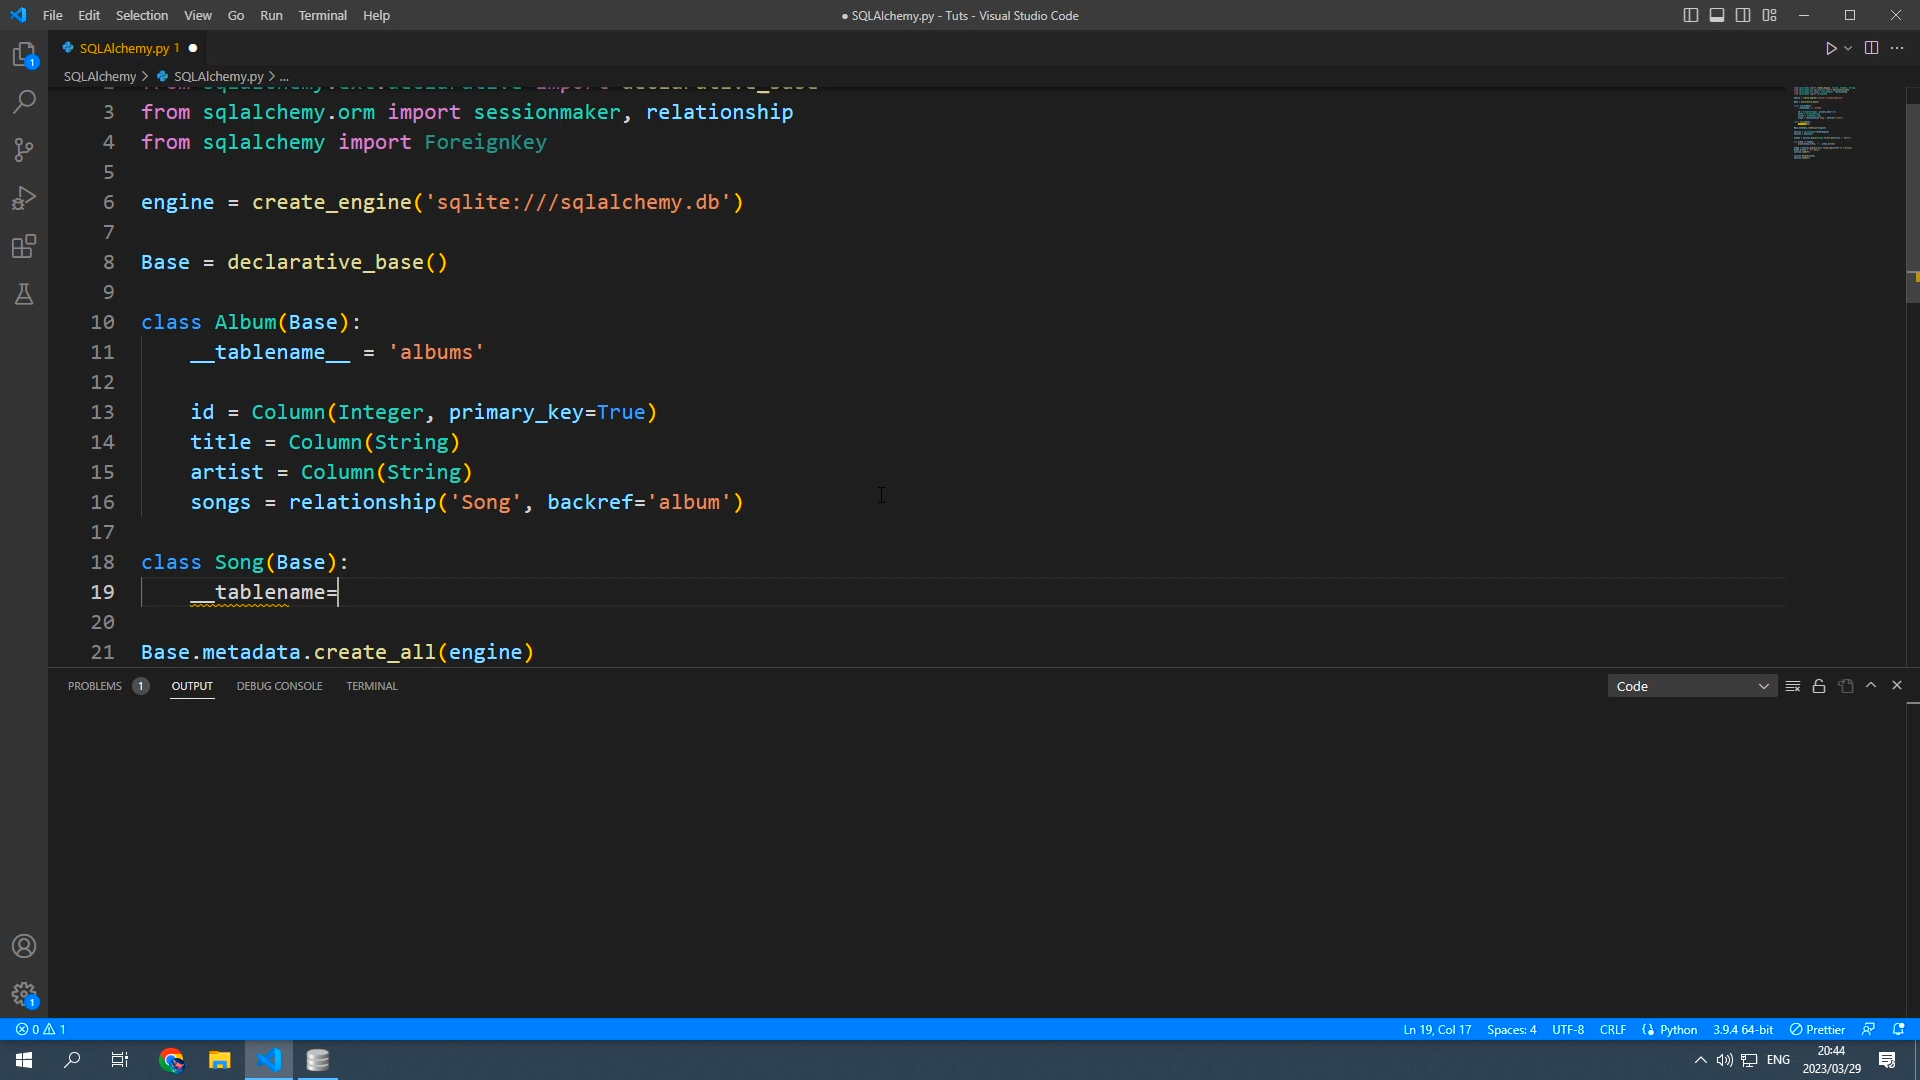 File Edit Selection View Go Run Terminal Help
● SQLAlchemy.py - Tuts - Visual Studio Code
SQLAlchemy.py 1 ●
SQLAlchemy > SQLAlchemy.py > ...
3 from sqlalchemy.orm import sessionmaker, relationship
4 from sqlalchemy import ForeignKey
5
6 engine = create_engine('sqlite:///sqlalchemy.db')
7
8 Base = declarative_base()
9
10 class Album(Base):
11 __tablename__ = 'albums'
12
13 id = Column(Integer, primary_key=True)
14 title = Column(String)
15 artist = Column(String)
16 songs = relationship('Song', backref='album')
17
18 class Song(Base):
19 __tablename=
20
21 Base.metadata.create_all(engine)
PROBLEMS 1 OUTPUT DEBUG CONSOLE TERMINAL
Code
1
1
0 1
Ln 19, Col 17 Spaces: 4 UTF-8 CRLF Python 3.9.4 64-bit Prettier
ENG
20:44
2023/03/29